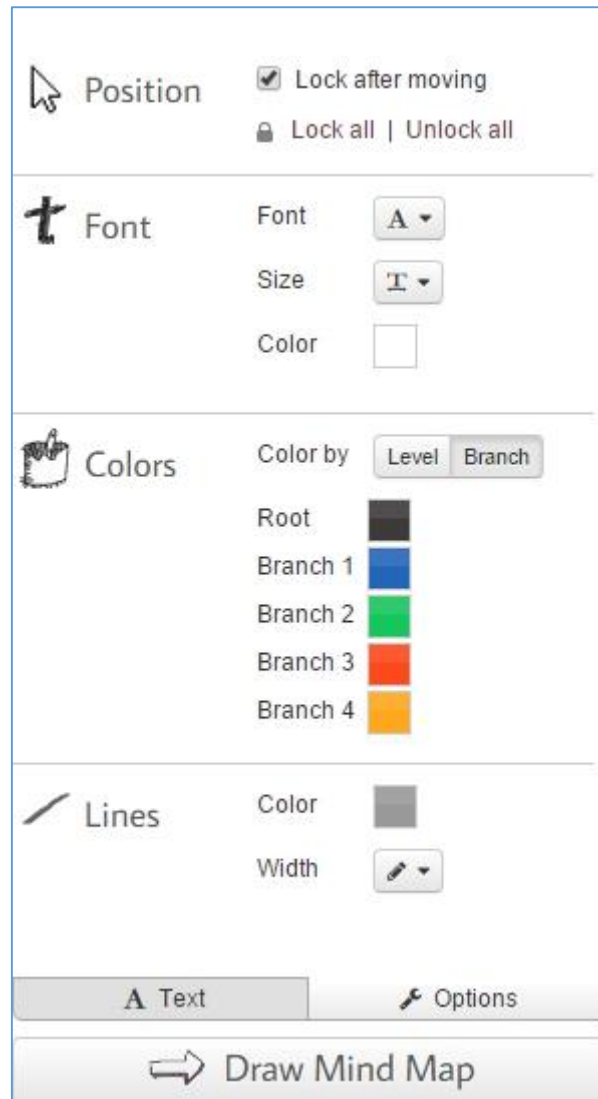 Position
Lock after moving
Lock all | Unlock all
Font
Font
A
Size
T
Color
Colors
Color by
Level Branch
Root
Branch 1
Branch 2
Branch 3
Branch 4
Lines
Color
Width
A Text
Options
Draw Mind Map